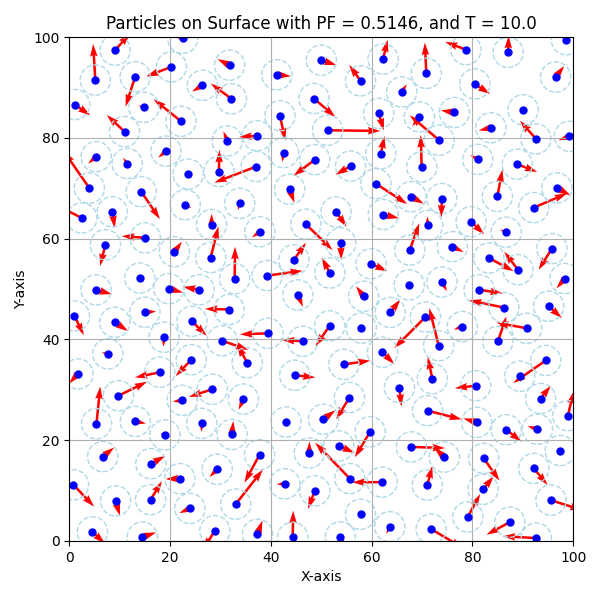 Particles on Surface with PF = 0.5146, and T = 10.0
100
80
60
40
20
0
Y-axis
0 20 40 60 80 100
X-axis